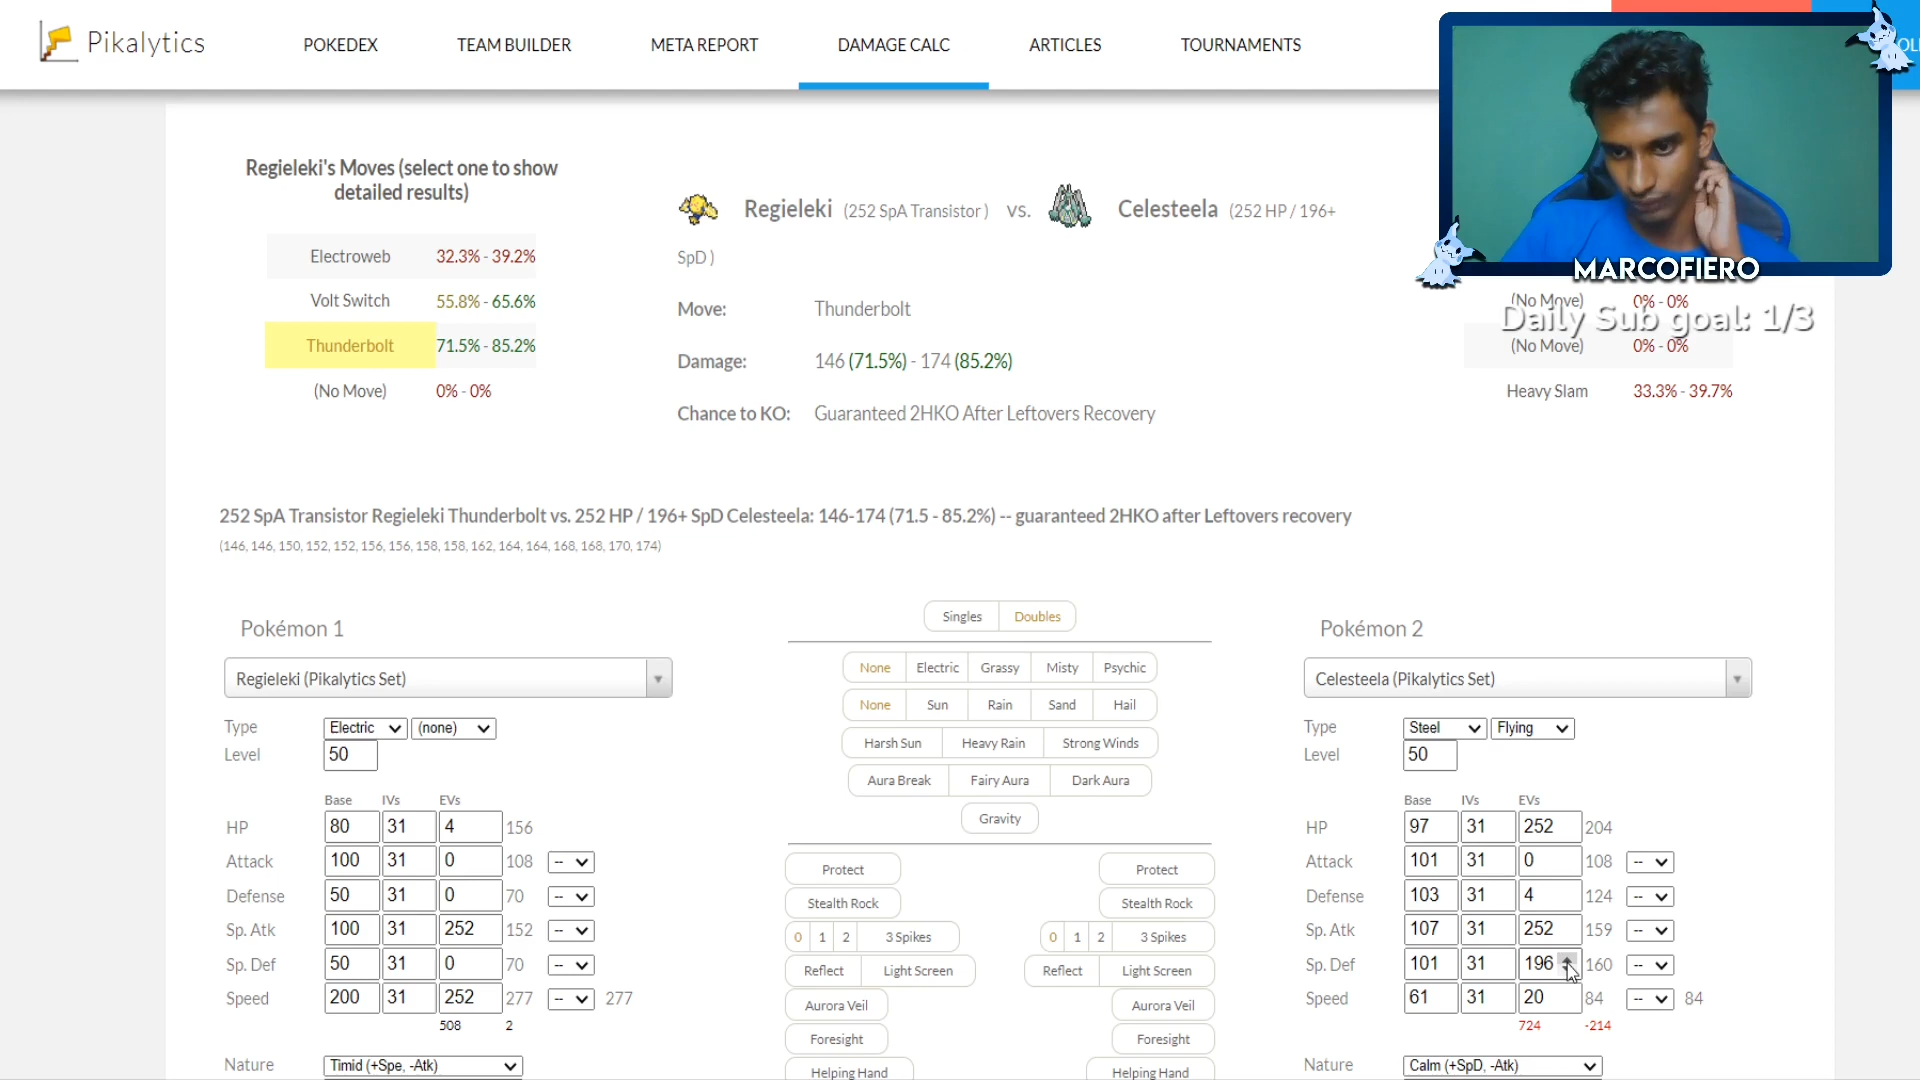 Pikalytics
POKEDEX
TEAM BUILDER
META REPORT
DAMAGE CALC
ARTICLES
TOURNAMENTS
MARCOFIERO
Daily Sub goal: 1/3
Regieleki's Moves (select one to show
detailed results)
Electroweb 32.3% - 39.2%
Volt Switch 55.8% - 65.6%
Thunderbolt 71.5% - 85.2%
(No Move) 0% - 0%
Regieleki (252 SpA Transistor ) vs. Celesteela (252 HP / 196+
SpD )
Move: Thunderbolt
Damage: 146 (71.5%) - 174 (85.2%)
Chance to KO: Guaranteed 2HKO After Leftovers Recovery
(No Move) 0% - 0%
(No Move) 0% - 0%
Heavy Slam 33.3% - 39.7%
252 SpA Transistor Regieleki Thunderbolt vs. 252 HP / 196+ SpD Celesteela: 146-174 (71.5 - 85.2%) -- guaranteed 2HKO after Leftovers recovery
(146, 146, 150, 152, 152, 156, 156, 158, 158, 162, 164, 164, 168, 168, 170, 174)
Pokémon 1
Regieleki (Pikalytics Set)
Type Electric (none)
Level 50
Base IVs EVs
HP 80 31 4 156
Attack 100 31 0 108 --
Defense 50 31 0 70 --
Sp. Atk 100 31 252 152 --
Sp. Def 50 31 0 70 --
Speed 200 31 252 277 -- 277
508 2
Nature Timid (+Spe, -Atk)
Singles Doubles
None Electric Grassy Misty Psychic
None Sun Rain Sand Hail
Harsh Sun Heavy Rain Strong Winds
Aura Break Fairy Aura Dark Aura
Gravity
Protect Protect
Stealth Rock Stealth Rock
0 1 2 3 Spikes 0 1 2 3 Spikes
Reflect Light Screen Reflect Light Screen
Aurora Veil Aurora Veil
Foresight Foresight
Helping Hand Helping Hand
Pokémon 2
Celesteela (Pikalytics Set)
Type Steel Flying
Level 50
Base IVs EVs
HP 97 31 252 204
Attack 101 31 0 108 --
Defense 103 31 4 124 --
Sp. Atk 107 31 252 159 --
Sp. Def 101 31 196 160 --
Speed 61 31 20 84 -- 84
724 -214
Nature Calm (+SpD, -Atk)